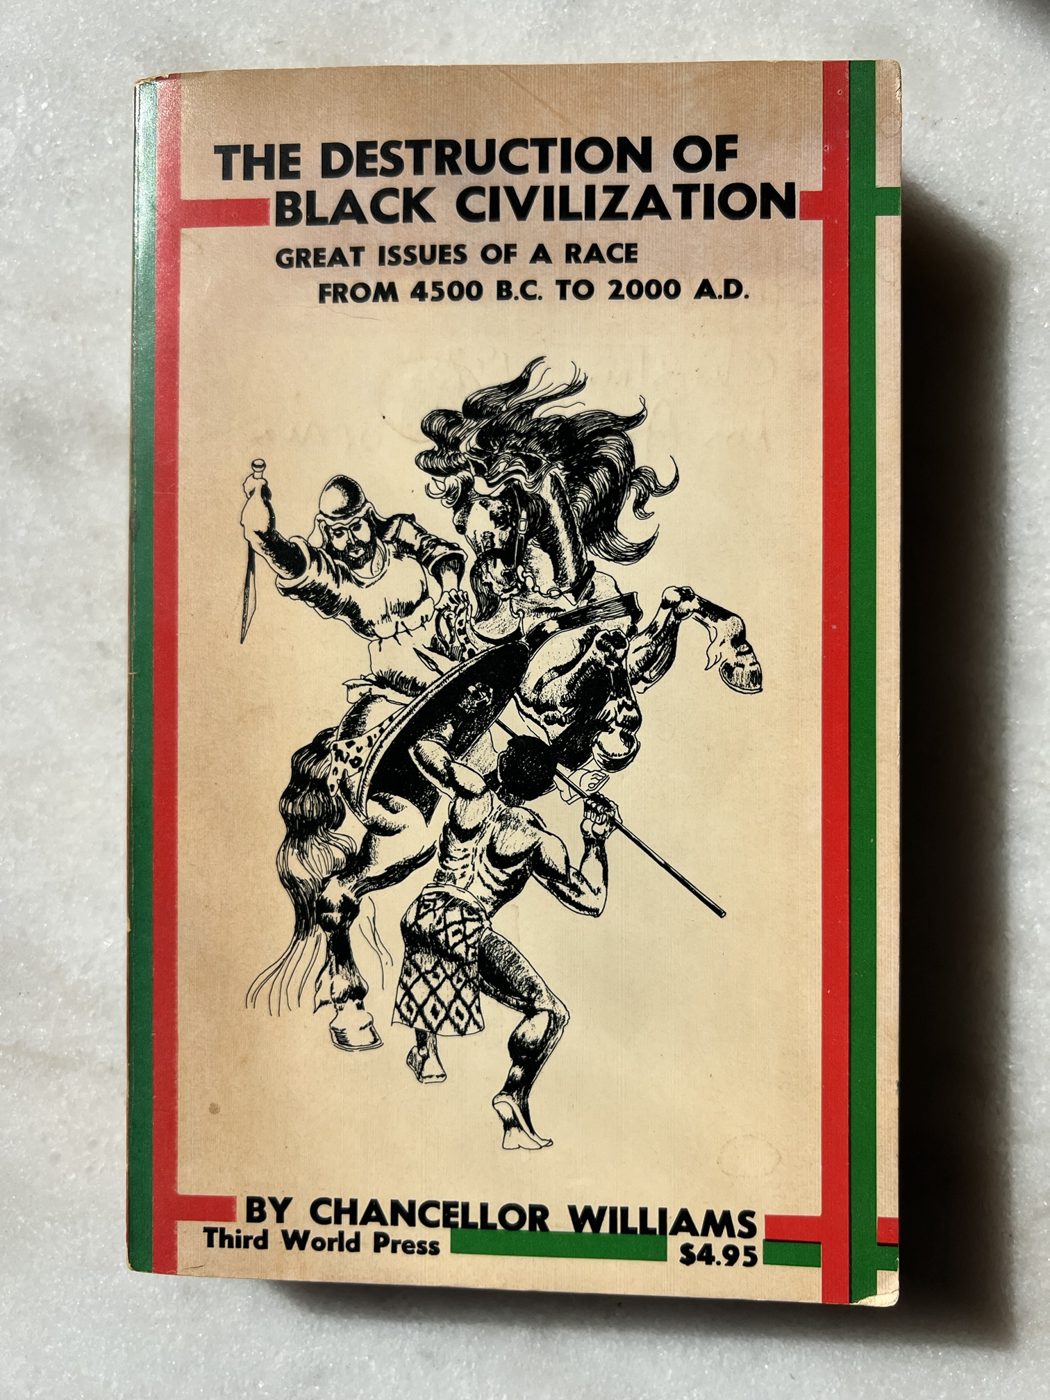 THE DESTRUCTION OF
BLACK CIVILIZATION
GREAT ISSUES OF A RACE
FROM 4500 B.C. TO 2000 A.D.
BY CHANCELLOR WILLIAMS
Third World Press
$4.95